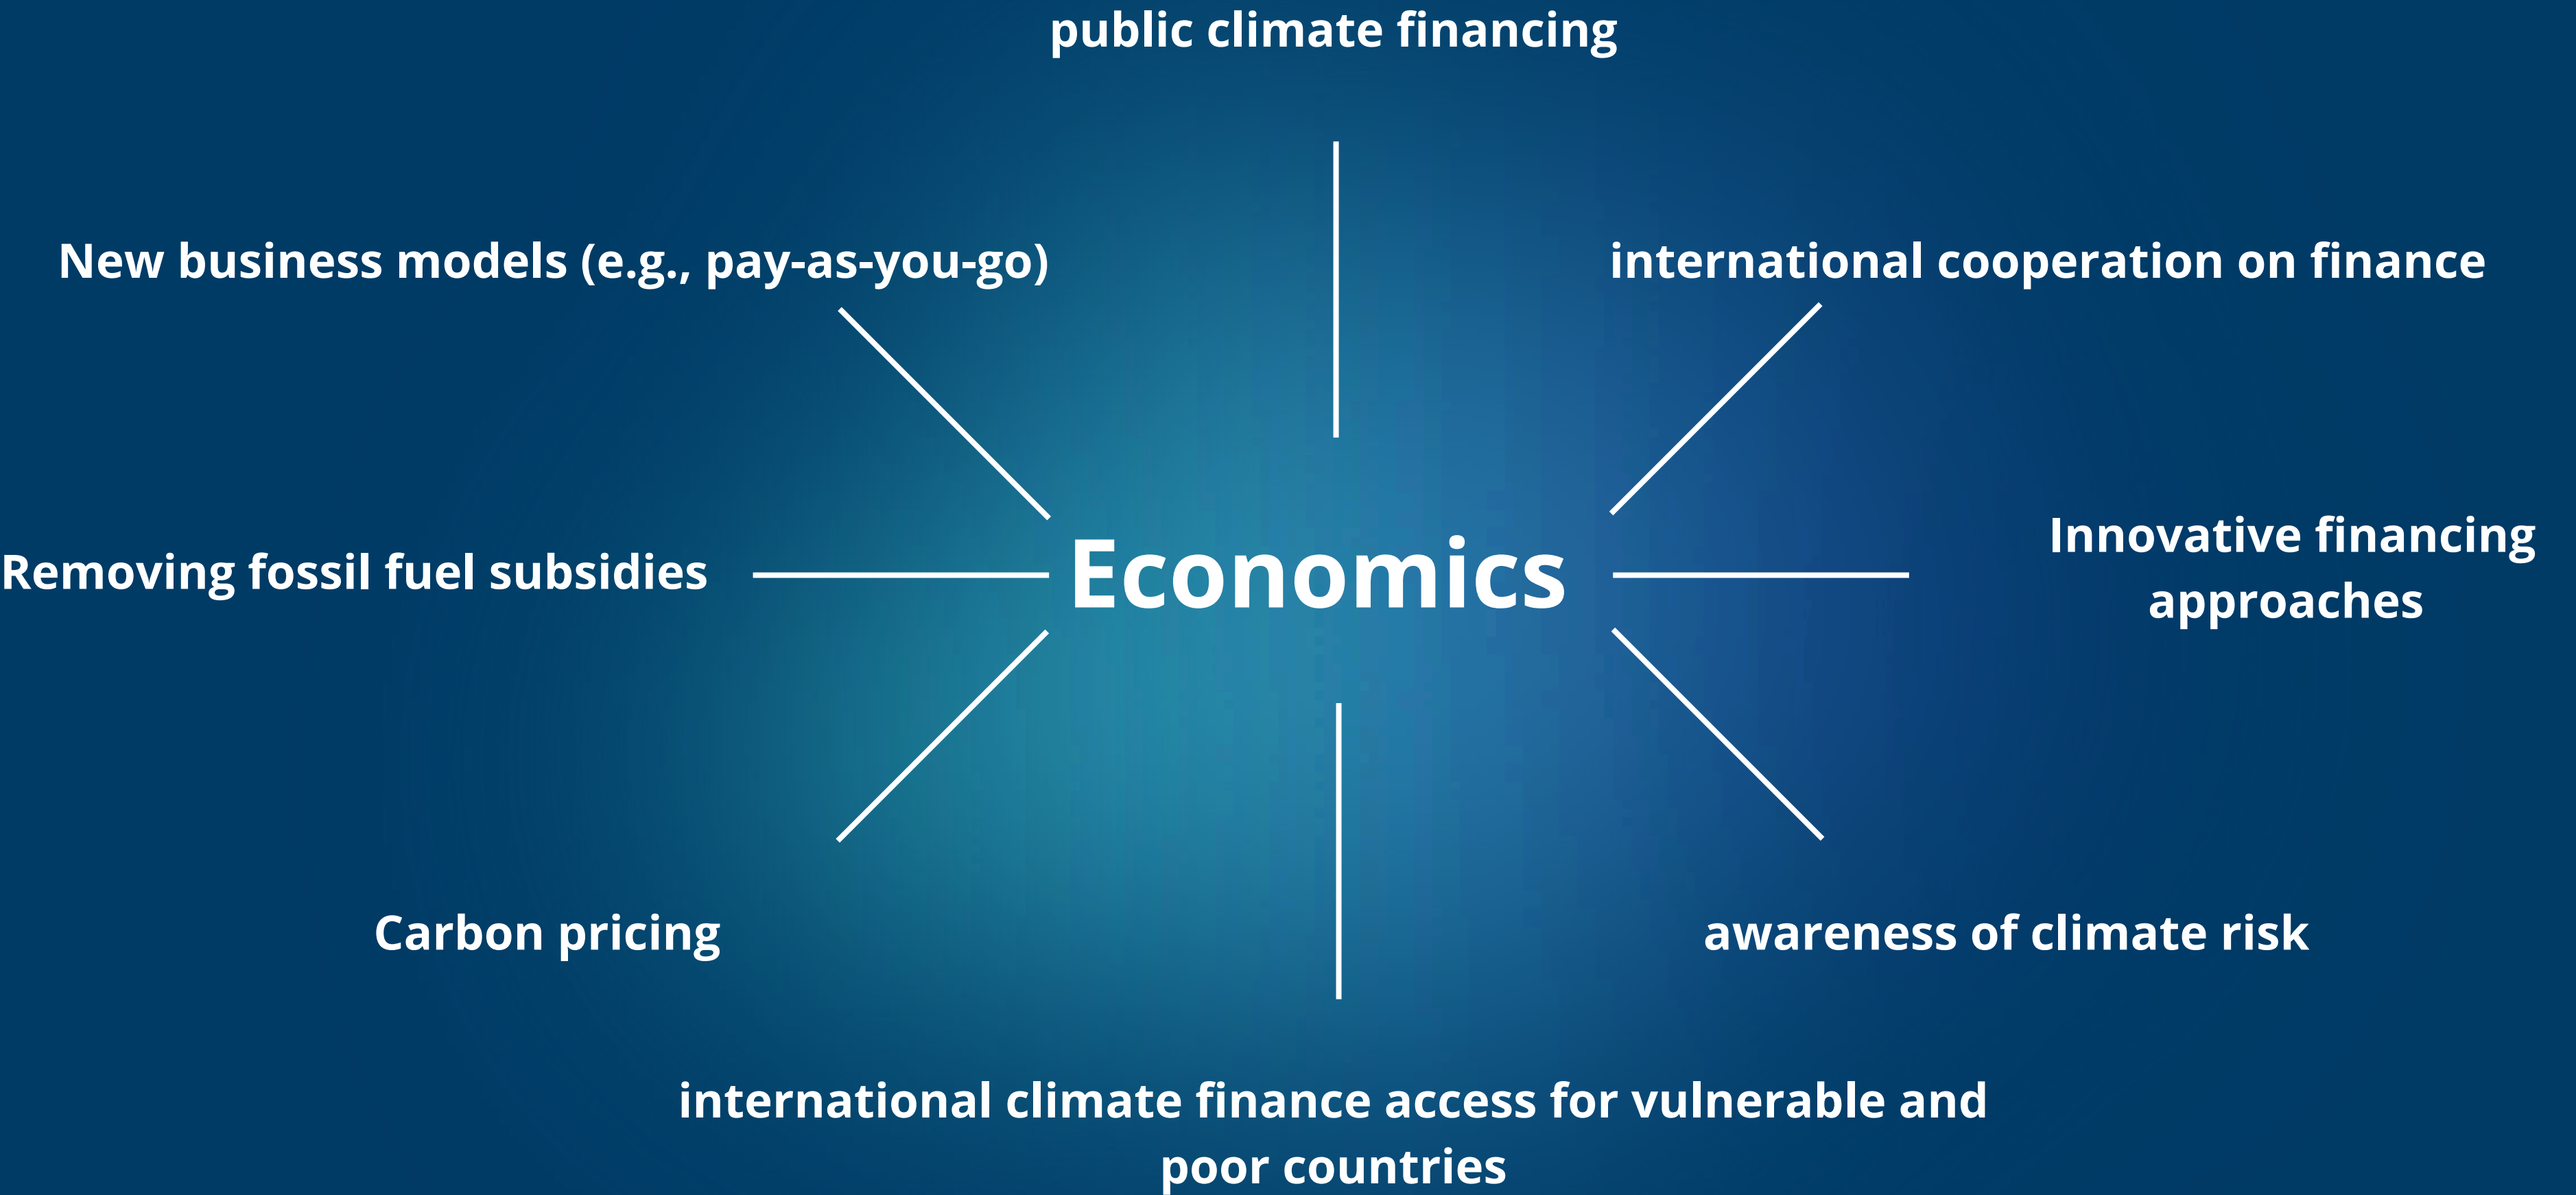 public climate financing
New business models (e.g., pay-as-you-go)
international cooperation on finance
Economics
Removing fossil fuel subsidies
Innovative financing
approaches
Carbon pricing
awareness of climate risk
international climate finance access for vulnerable and
poor countries